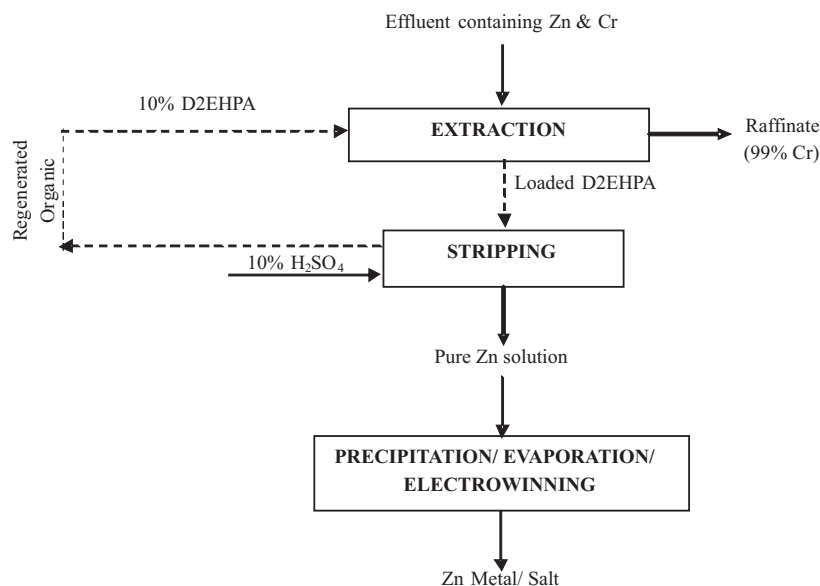 Effluent containing Zn & Cr
10% D2EHPA
EXTRACTION
Raffinate
(99% Cr)
Loaded D2EHPA
Regenerated
Organic
STRIPPING
10% H₂SO₄
Pure Zn solution
PRECIPITATION/ EVAPORATION/
ELECTROWINNING
Zn Metal/ Salt